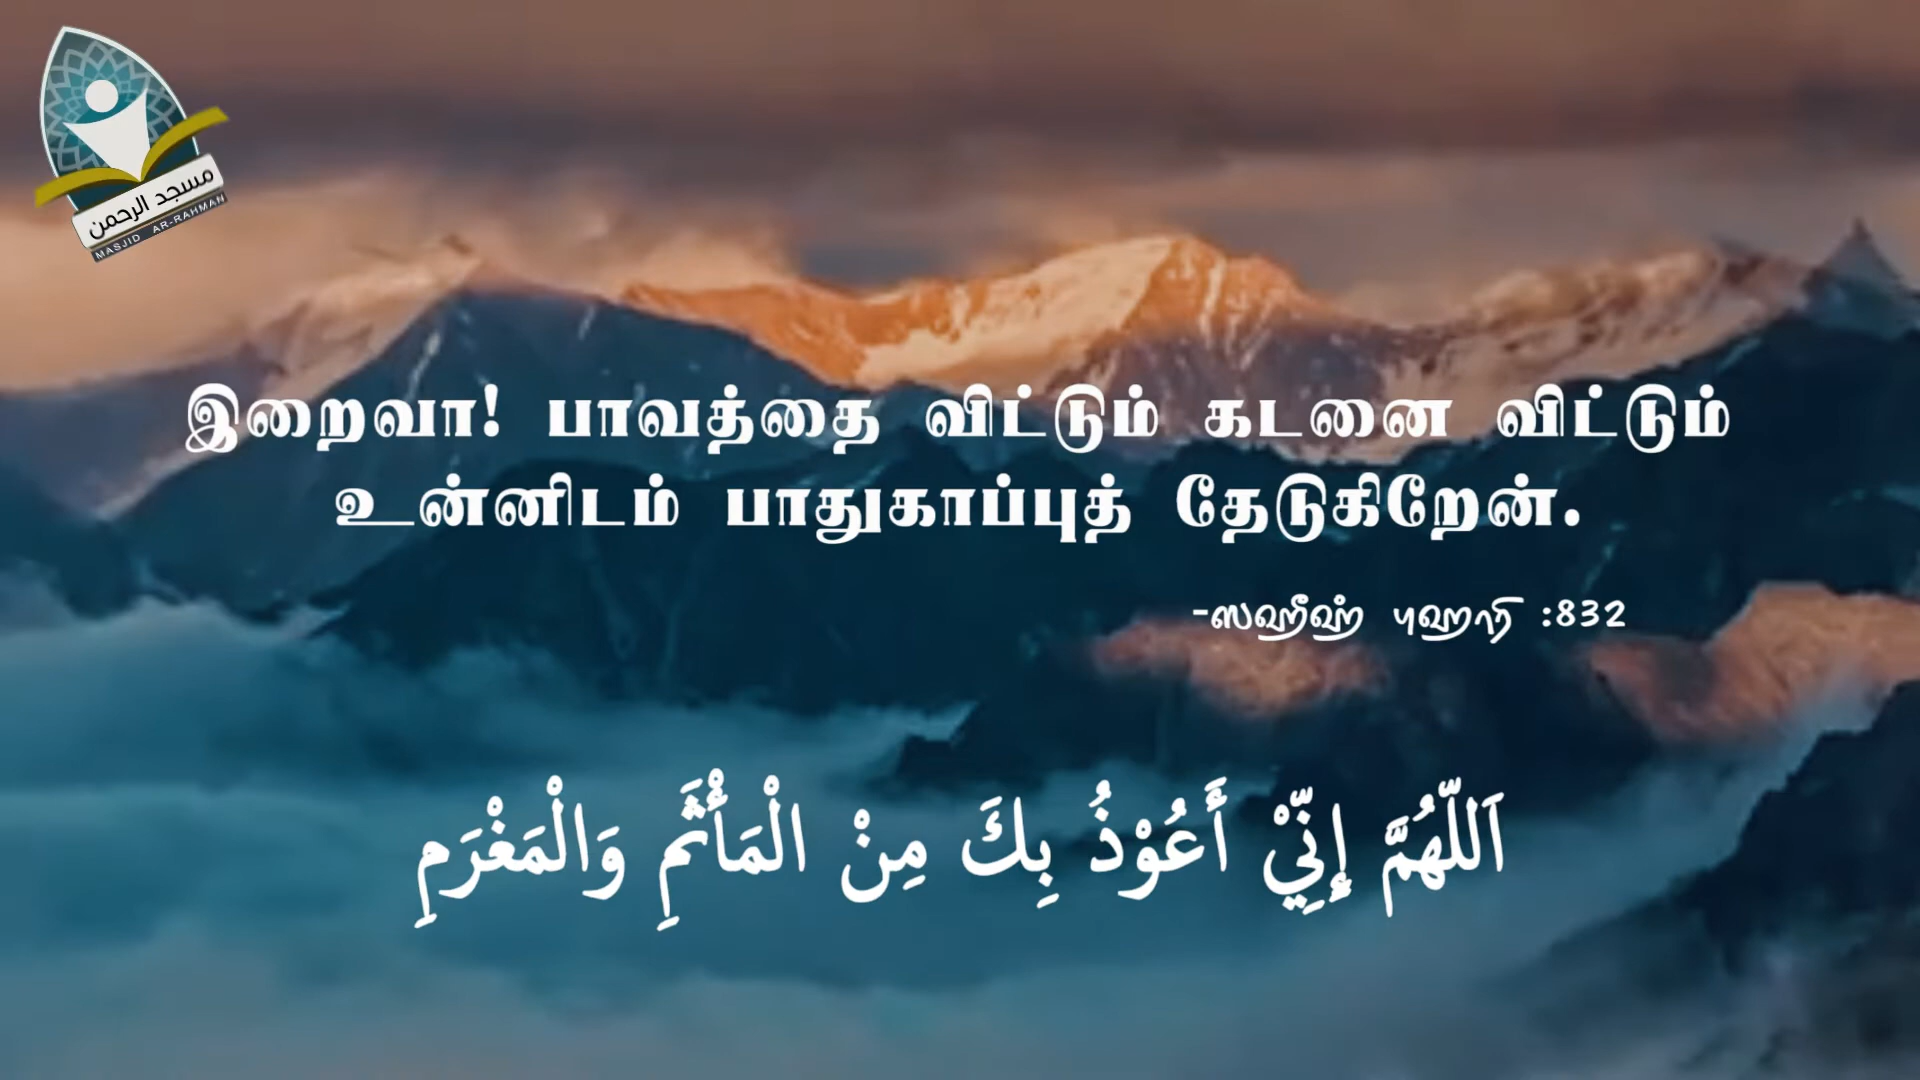 مسجد الرحمن
MASJID AR-RAHMAN
இறைவா! பாவத்தை விட்டும் கடனை விட்டும்
உன்னிடம் பாதுகாப்புத் தேடுகிறேன்.
-ஸஹீஹ் புஹாரி :832
اَللّٰهُمَّ إِنِّيْ أَعُوْذُ بِكَ مِنْ الْمَأْثَمِ وَالْمَغْرَمِ